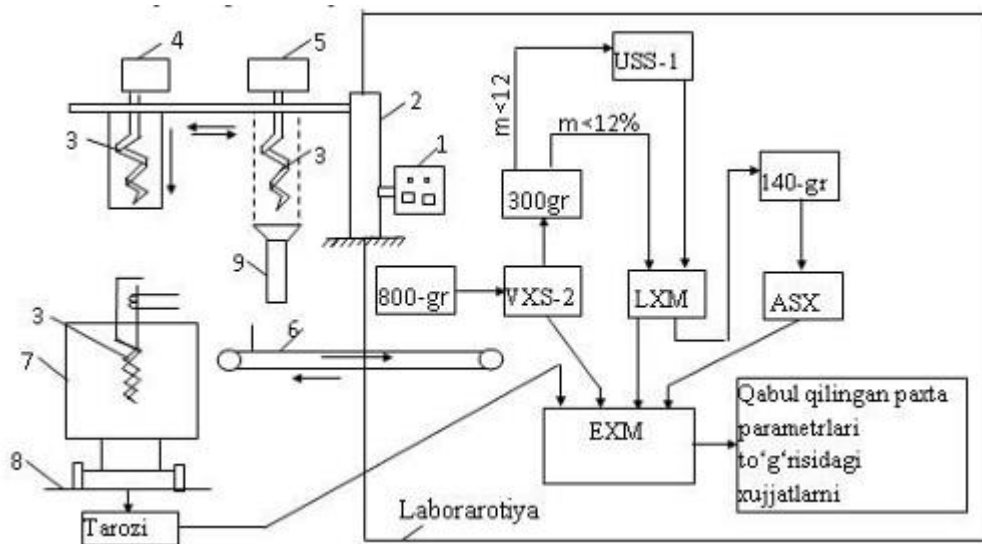 4
5
3
2
3
1
9
3
6
7
8
Tarozi
m<12
USS-1
m<12%
300gr
140-gr
800-gr
VXS-2
LXM
ASX
EXM
Qabul qilingan paxta
parametrlari
to‘g‘risidagi
xujjatlarni
Laborarotiya